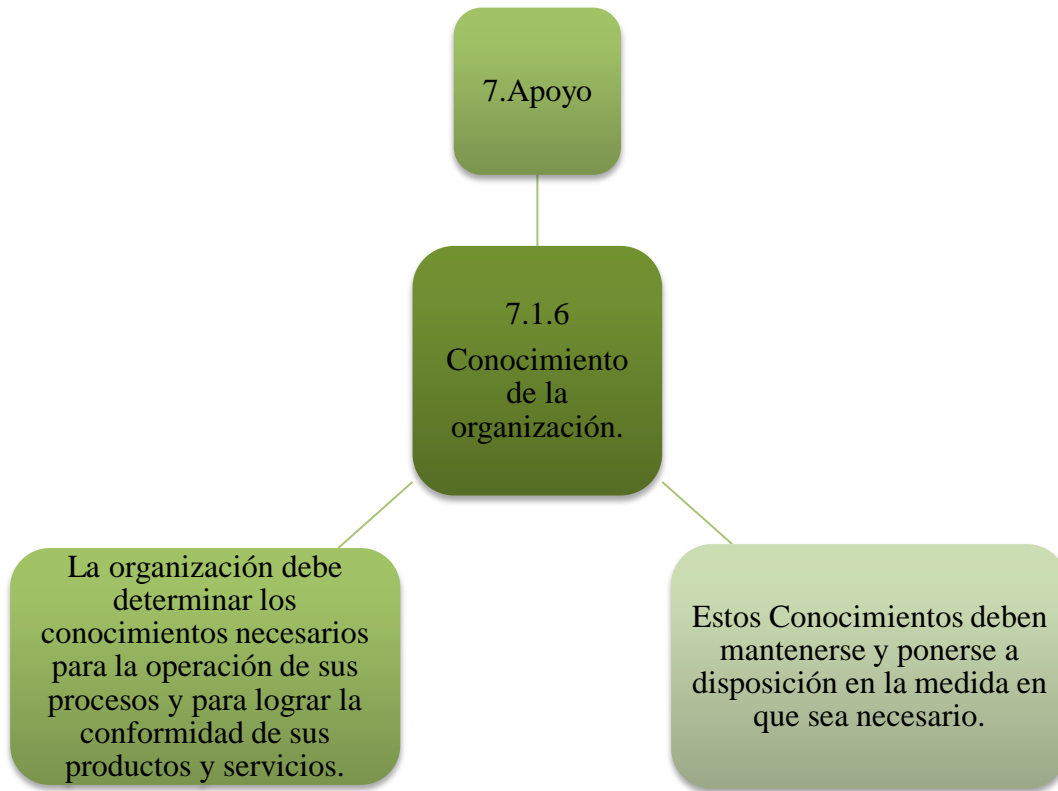 7.Apoyo
7.1.6
Conocimiento
de la
organización.
La organización debe
determinar los
conocimientos necesarios
para la operación de sus
procesos y para lograr la
conformidad de sus
productos y servicios.
Estos Conocimientos deben
mantenerse y ponerse a
disposición en la medida en
que sea necesario.